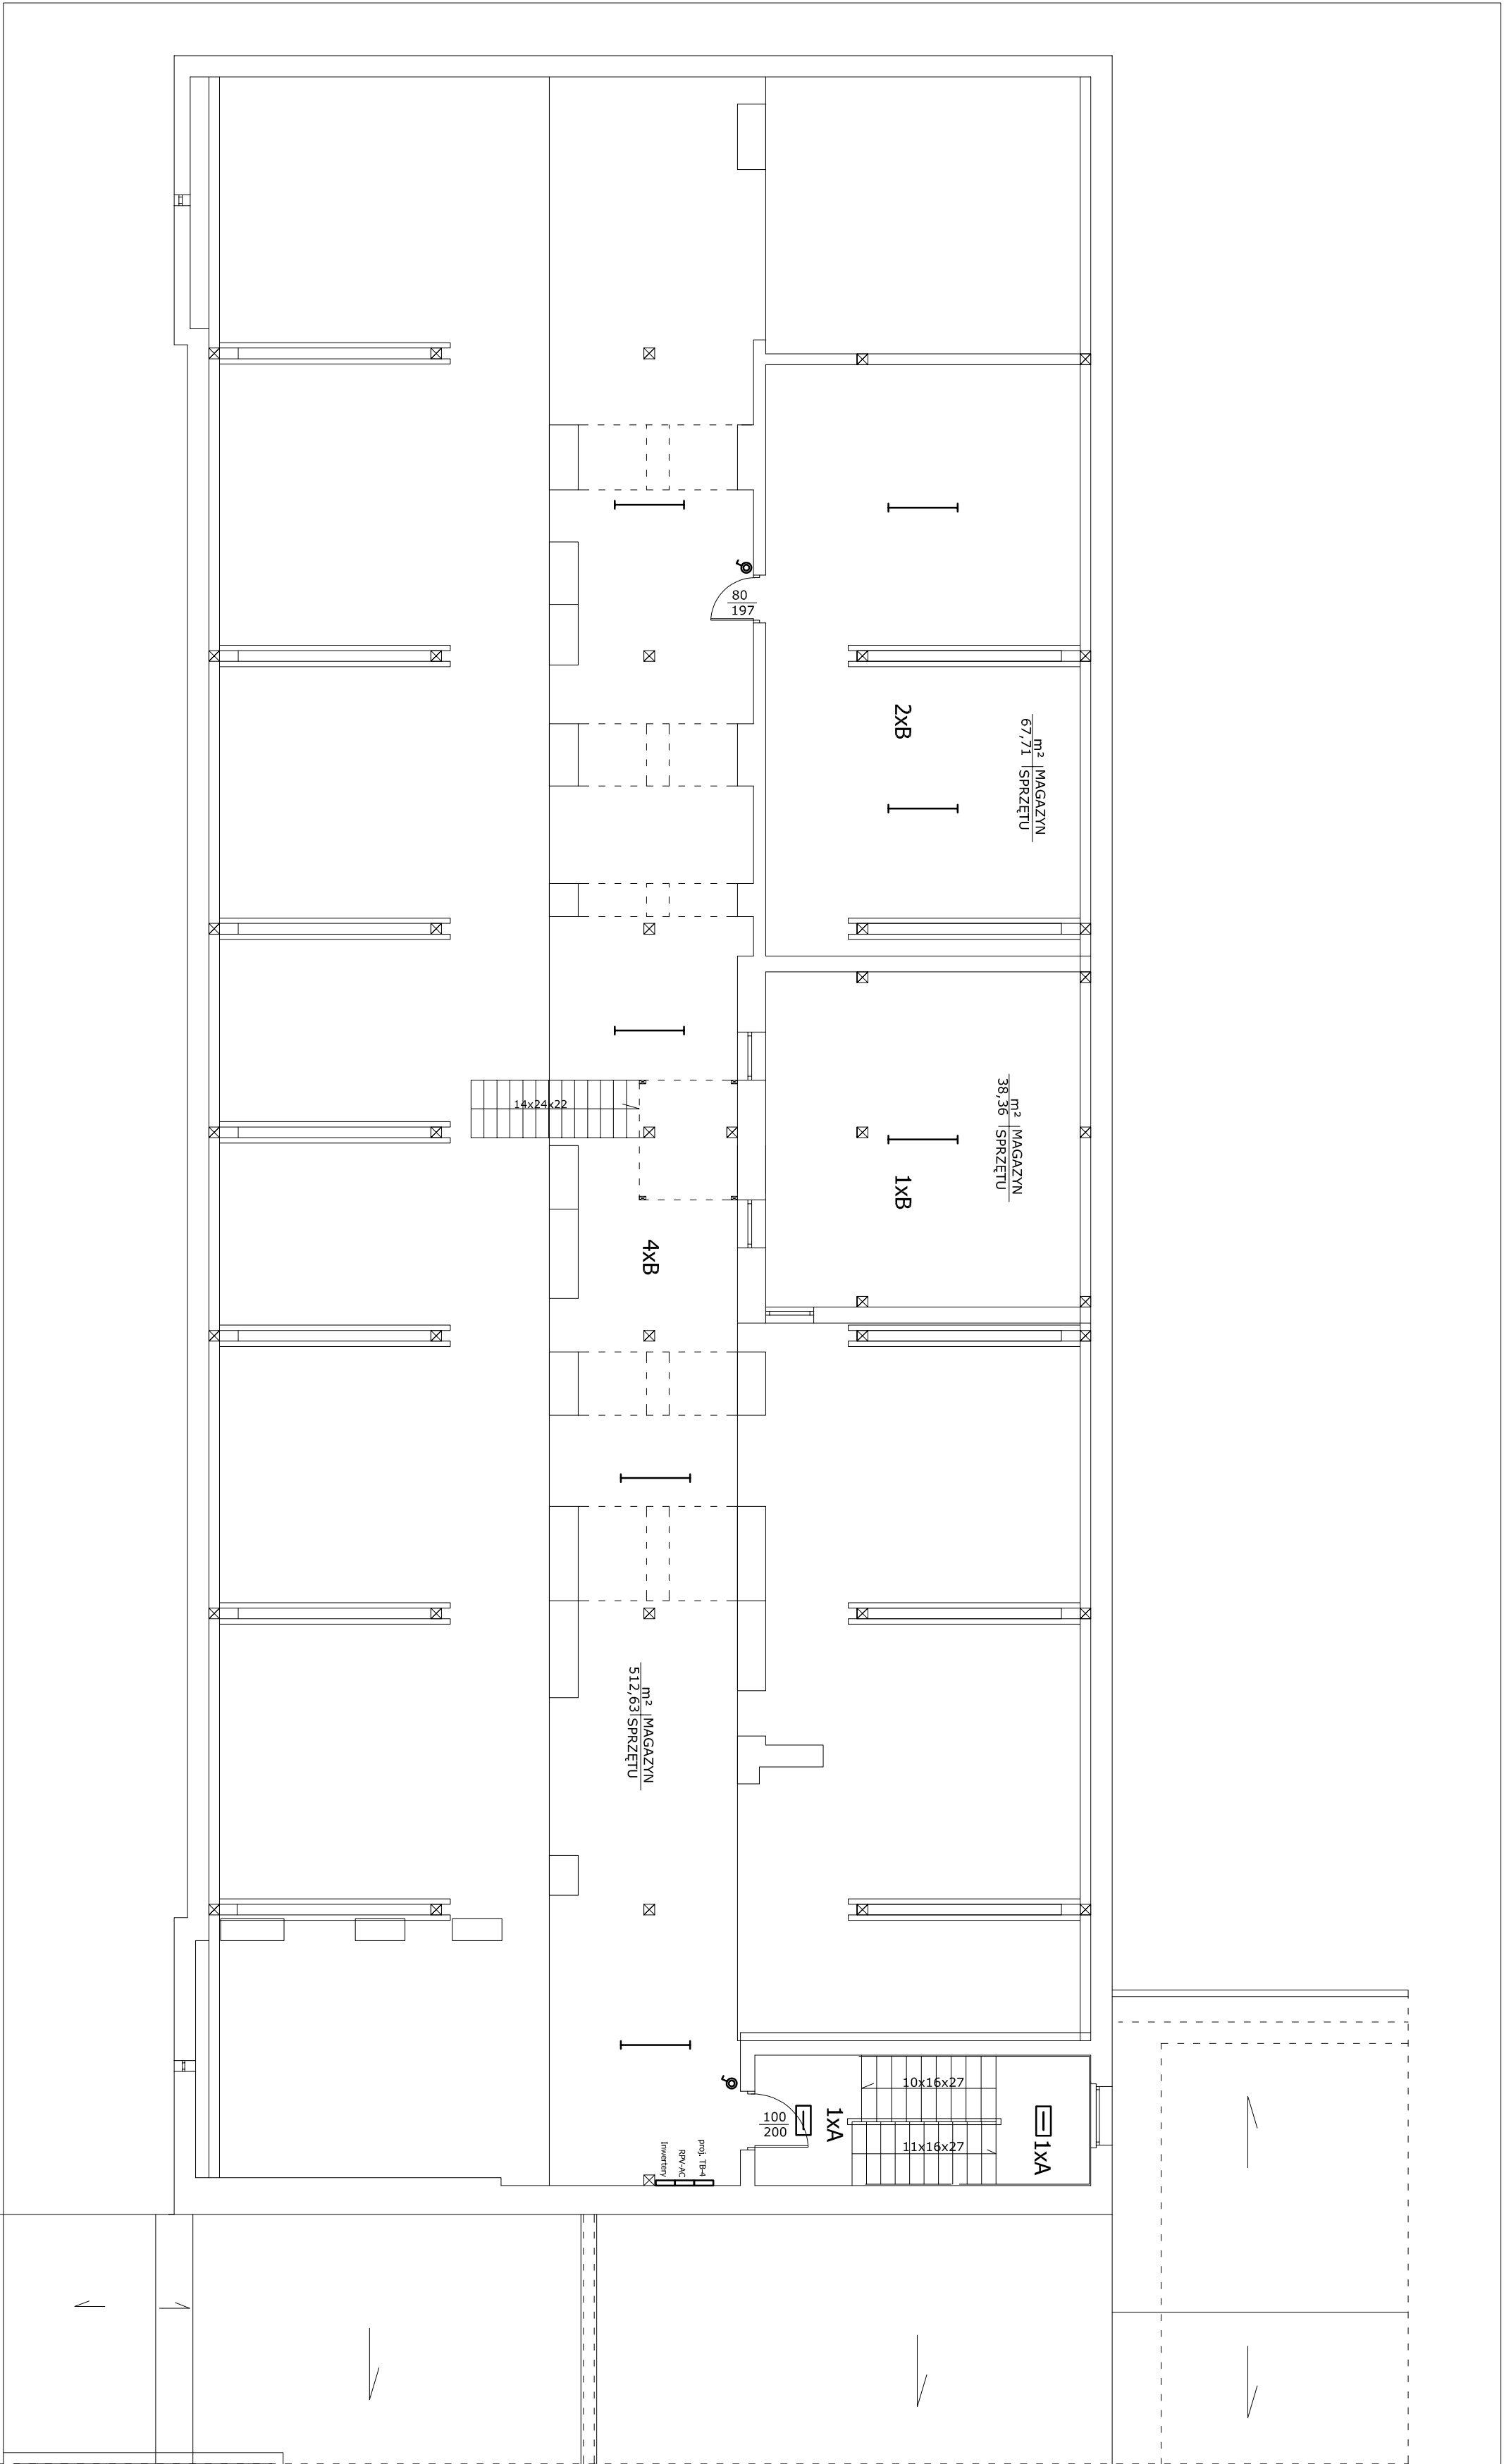 80
197
2xB
m² MAGAZYN
67,71 SPRZĘTU
14x24x22
m² MAGAZYN
38,36 SPRZĘTU
1xB
4xB
m² MAGAZYN
512,63 SPRZĘTU
10x16x27
100
200
1xA
11x16x27
1xA
proj. TB-4
RPV-AC
Inwertery